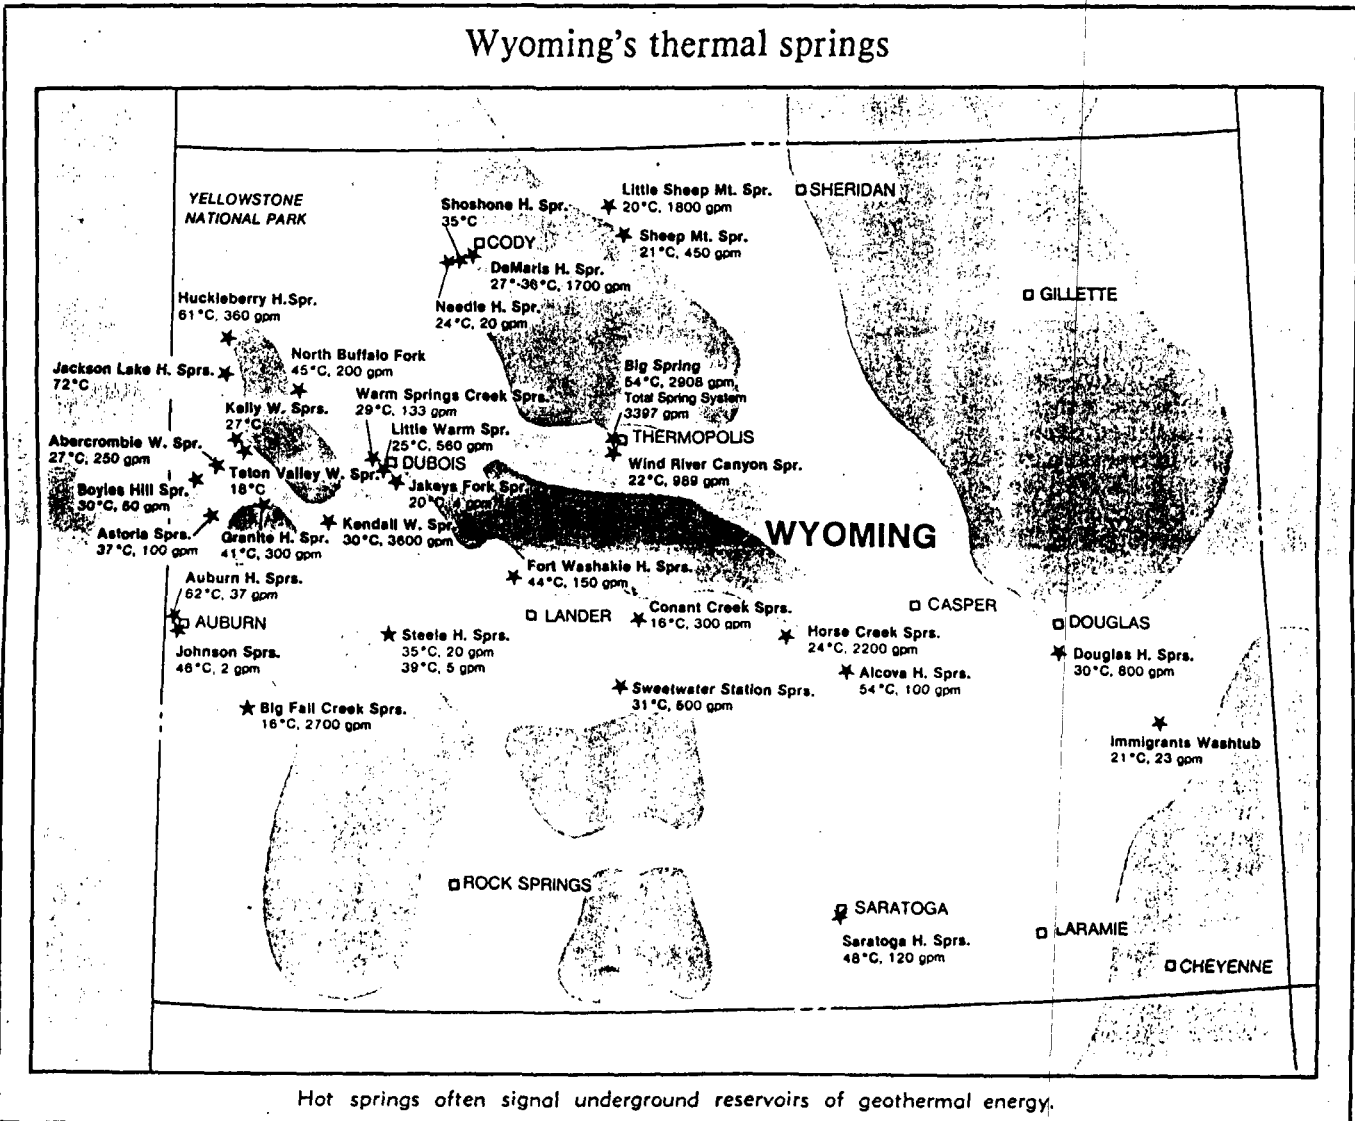 Wyoming's thermal springs
YELLOWSTONE
NATIONAL PARK
Shoshone H. Spr.
35°C
CODY
DeMaris H. Spr.
27°-36°C, 1700 gpm
Needle H. Spr.
24°C, 20 gpm
Little Sheep Mt. Spr.
20°C, 1800 gpm
Sheep Mt. Spr.
21°C, 450 gpm
SHERIDAN
GILLETTE
Huckleberry H.Spr.
61°C, 360 gpm
Jackson Lake H. Sprs.
72°C
North Buffalo Fork
45°C, 200 gpm
Warm Springs Creek Sprs.
29°C, 133 gpm
Little Warm Spr.
25°C, 560 gpm
DUBOIS
Jakeys Fork Spr.
20°C, 4 gpm
Big Spring
54°C, 2908 gpm,
Total Spring System
3397 gpm
THERMOPOLIS
Wind River Canyon Spr.
22°C, 989 gpm
Kelly W. Sprs.
27°C
Abercrombie W. Spr.
27°C, 250 gpm
Teton Valley W. Spr.
18°C
Boyles Hill Spr.
30°C, 60 gpm
Astoria Sprs.
37°C, 100 gpm
Granite H. Spr.
41°C, 300 gpm
Kendall W. Spr.
30°C, 3600 gpm
WYOMING
Fort Washakie H. Sprs.
44°C, 150 gpm
Auburn H. Sprs.
62°C, 37 gpm
AUBURN
Johnson Sprs.
46°C, 2 gpm
LANDER
Conant Creek Sprs.
16°C, 300 gpm
CASPER
DOUGLAS
Steele H. Sprs.
35°C, 20 gpm
39°C, 5 gpm
Horse Creek Sprs.
24°C, 2200 gpm
Douglas H. Sprs.
30°C, 800 gpm
Alcova H. Sprs.
54°C, 100 gpm
Sweetwater Station Sprs.
31°C, 500 gpm
Big Fall Creek Sprs.
16°C, 2700 gpm
Immigrants Washtub
21°C, 23 gpm
ROCK SPRINGS
SARATOGA
Saratoga H. Sprs.
48°C, 120 gpm
LARAMIE
CHEYENNE
Hot springs often signal underground reservoirs of geothermal energy.